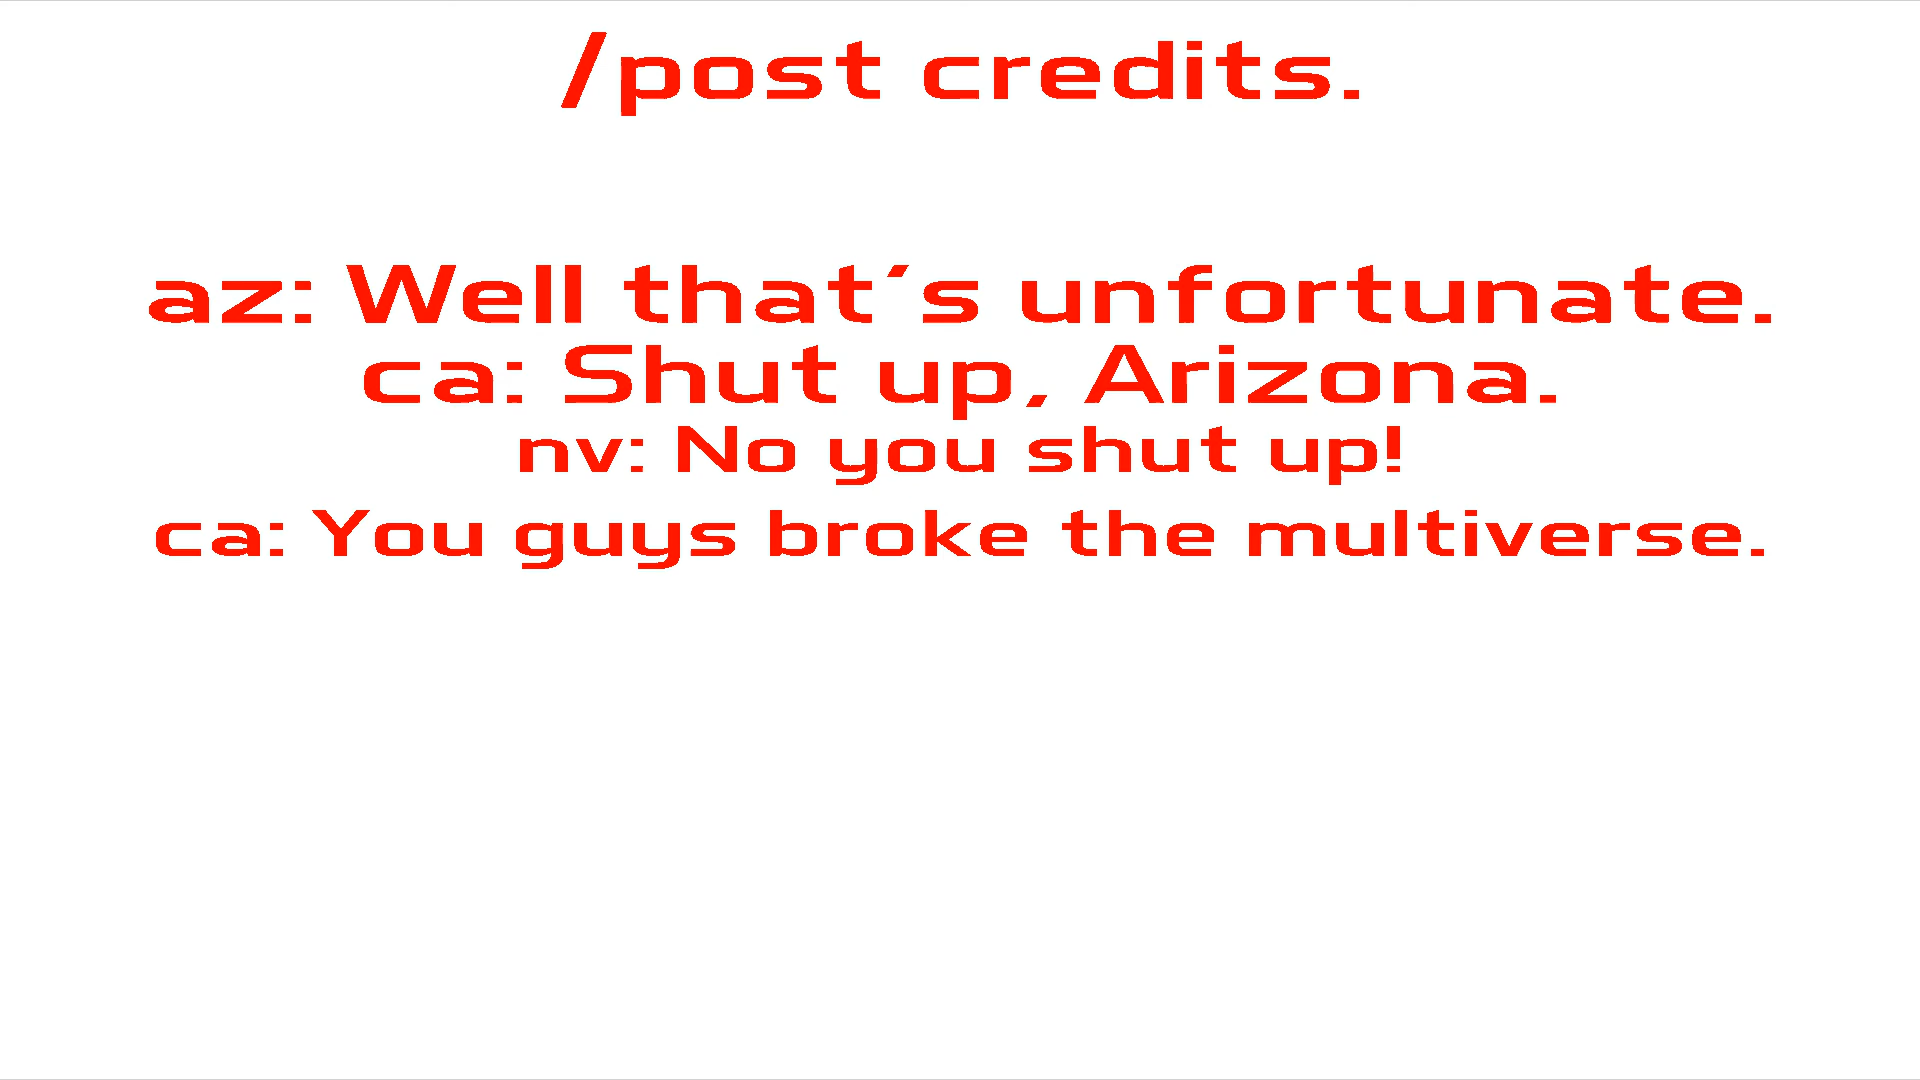 /post credits.
az: Well that´s unfortunate.
ca: Shut up, Arizona.
nv: No you shut up!
ca: You guys broke the multiverse.